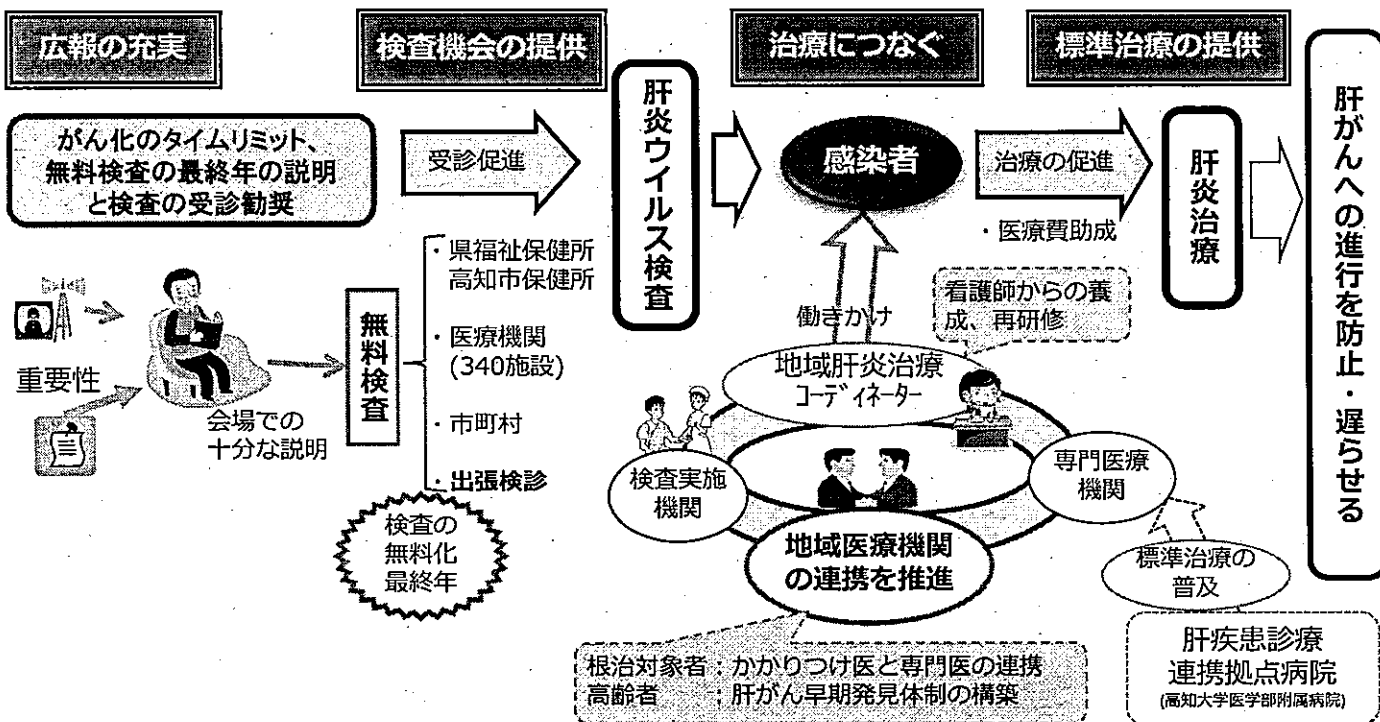 広報の充実
検査機会の提供
治療につなぐ
標準治療の提供
がん化のタイムリミット、
無料検査の最終年の説明
と検査の受診勧奨
受診促進
肝炎ウイルス検査
感染者
治療の促進
・医療費助成
肝炎治療
肝がんへの進行を防止・遅らせる
重要性
会場での
十分な説明
無料検査
・県福祉保健所
高知市保健所
・医療機関
(340施設)
・市町村
・出張検診
検査の
無料化
最終年
働きかけ
看護師からの養
成、再研修
地域肝炎治療
コーディネーター
検査実施
機関
専門医療
機関
地域医療機関
の連携を推進
標準治療の
普及
根治対象者：かかりつけ医と専門医の連携
高齢者　　：肝がん早期発見体制の構築
肝疾患診療
連携拠点病院
(高知大学医学部附属病院)